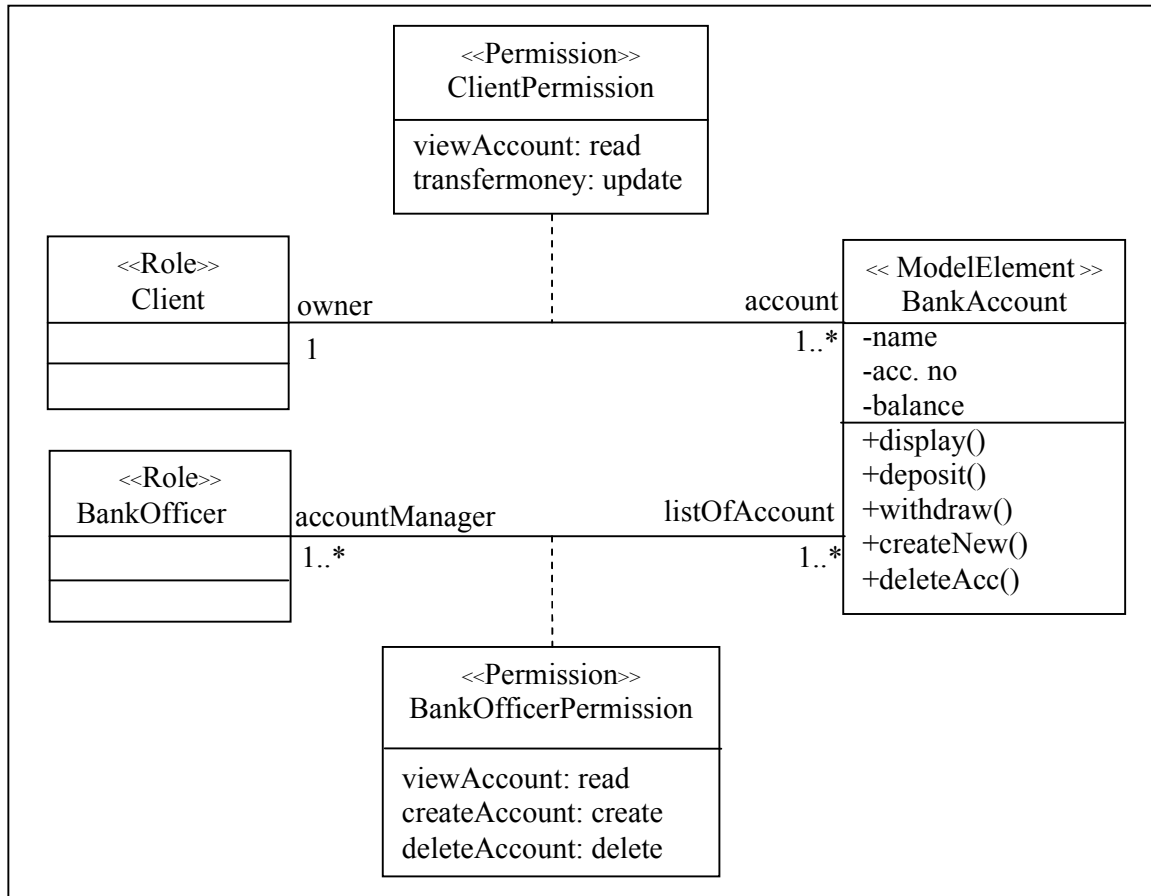 <<Permission>>
ClientPermission
viewAccount: read
transfermoney: update
<<Role>>
Client
owner
1
account
1..*
<< ModelElement >>
BankAccount
-name
-acc. no
-balance
+display()
+deposit()
+withdraw()
+createNew()
+deleteAcc()
<<Role>>
BankOfficer
accountManager
1..*
listOfAccount
1..*
<<Permission>>
BankOfficerPermission
viewAccount: read
createAccount: create
deleteAccount: delete